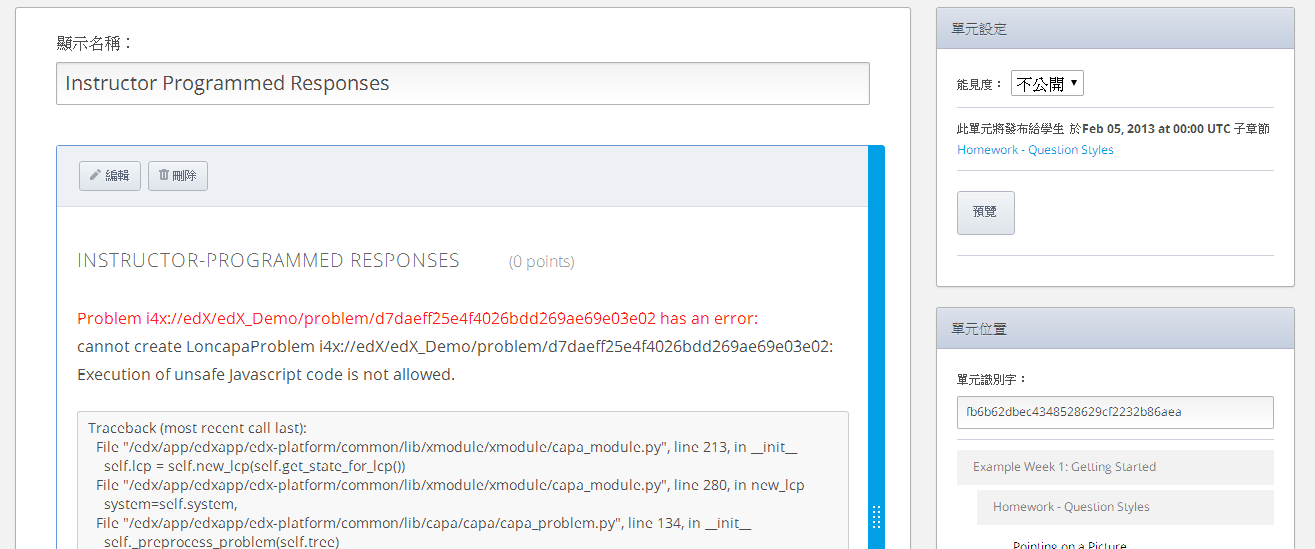 顯示名稱：
Instructor Programmed Responses
編輯 刪除
INSTRUCTOR-PROGRAMMED RESPONSES (0 points)
Problem i4x://edX/edX_Demo/problem/d7daeff25e4f4026bdd269ae69e03e02 has an error:
cannot create LoncapaProblem i4x://edX/edX_Demo/problem/d7daeff25e4f4026bdd269ae69e03e02:
Execution of unsafe Javascript code is not allowed.
Traceback (most recent call last):
File "/edx/app/edxapp/edx-platform/common/lib/xmodule/xmodule/capa_module.py", line 213, in __init__
self.lcp = self.new_lcp(self.get_state_for_lcp())
File "/edx/app/edxapp/edx-platform/common/lib/xmodule/xmodule/capa_module.py", line 280, in new_lcp
system=self.system,
File "/edx/app/edxapp/edx-platform/common/lib/capa/capa/capa_problem.py", line 134, in __init__
self._preprocess_problem(self.tree)
單元設定
能見度： 不公開
此單元將發布給學生 於Feb 05, 2013 at 00:00 UTC 子章節
Homework - Question Styles
預覽
單元位置
單元識別字：
fb6b62dbec4348528629cf2232b86aea
Example Week 1: Getting Started
Homework - Question Styles
Pointing on a Picture